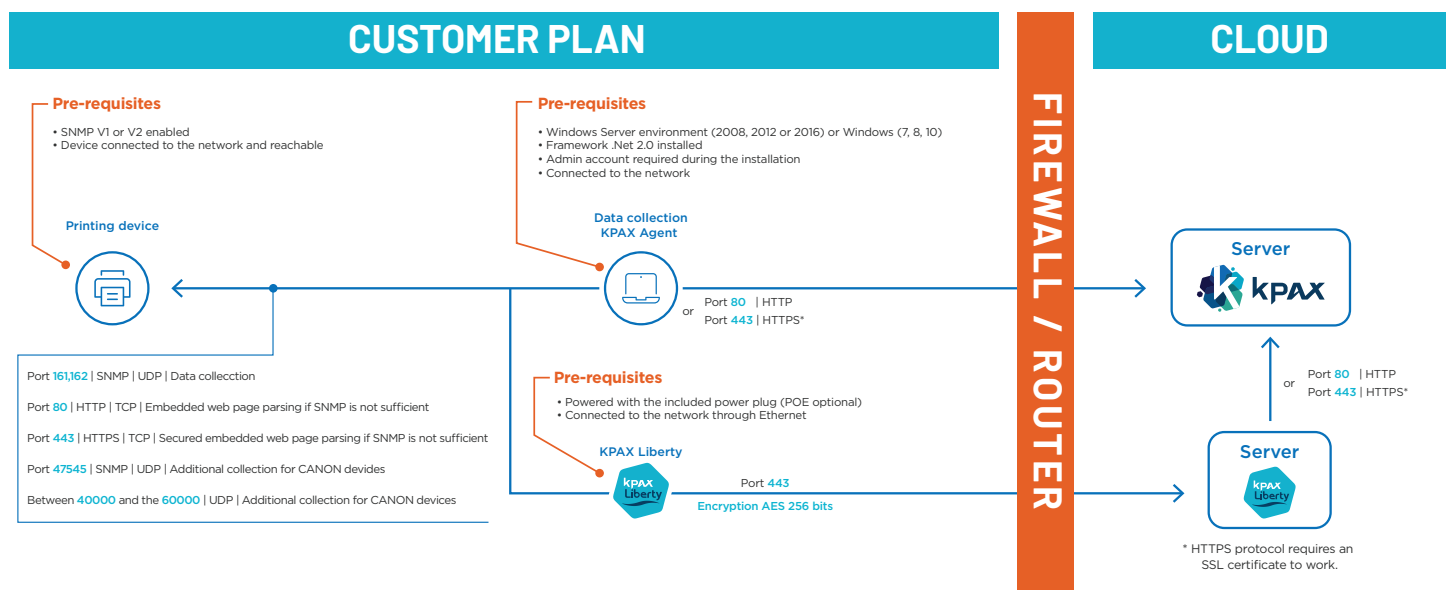 CUSTOMER PLAN
CLOUD
FIREWALL / ROUTER
Pre-requisites
• SNMP V1 or V2 enabled
• Device connected to the network and reachable
Printing device
Pre-requisites
• Windows Server environment (2008, 2012 or 2016) or Windows (7, 8, 10)
• Framework .Net 2.0 installed
• Admin account required during the installation
• Connected to the network
Data collection
KPAX Agent
or
Port 80 | HTTP
Port 443 | HTTPS*
Server
kpax
Port 161,162 | SNMP | UDP | Data collecction
Port 80 | HTTP | TCP | Embedded web page parsing if SNMP is not sufficient
Port 443 | HTTPS | TCP | Secured embedded web page parsing if SNMP is not sufficient
Port 47545 | SNMP | UDP | Additional collection for CANON devides
Between 40000 and the 60000 | UDP | Additional collection for CANON devices
Pre-requisites
• Powered with the included power plug (POE optional)
• Connected to the network through Ethernet
KPAX Liberty
kpax
Liberty
Port 443
Encryption AES 256 bits
or
Port 80 | HTTP
Port 443 | HTTPS*
Server
kpax
Liberty
* HTTPS protocol requires an
SSL certificate to work.